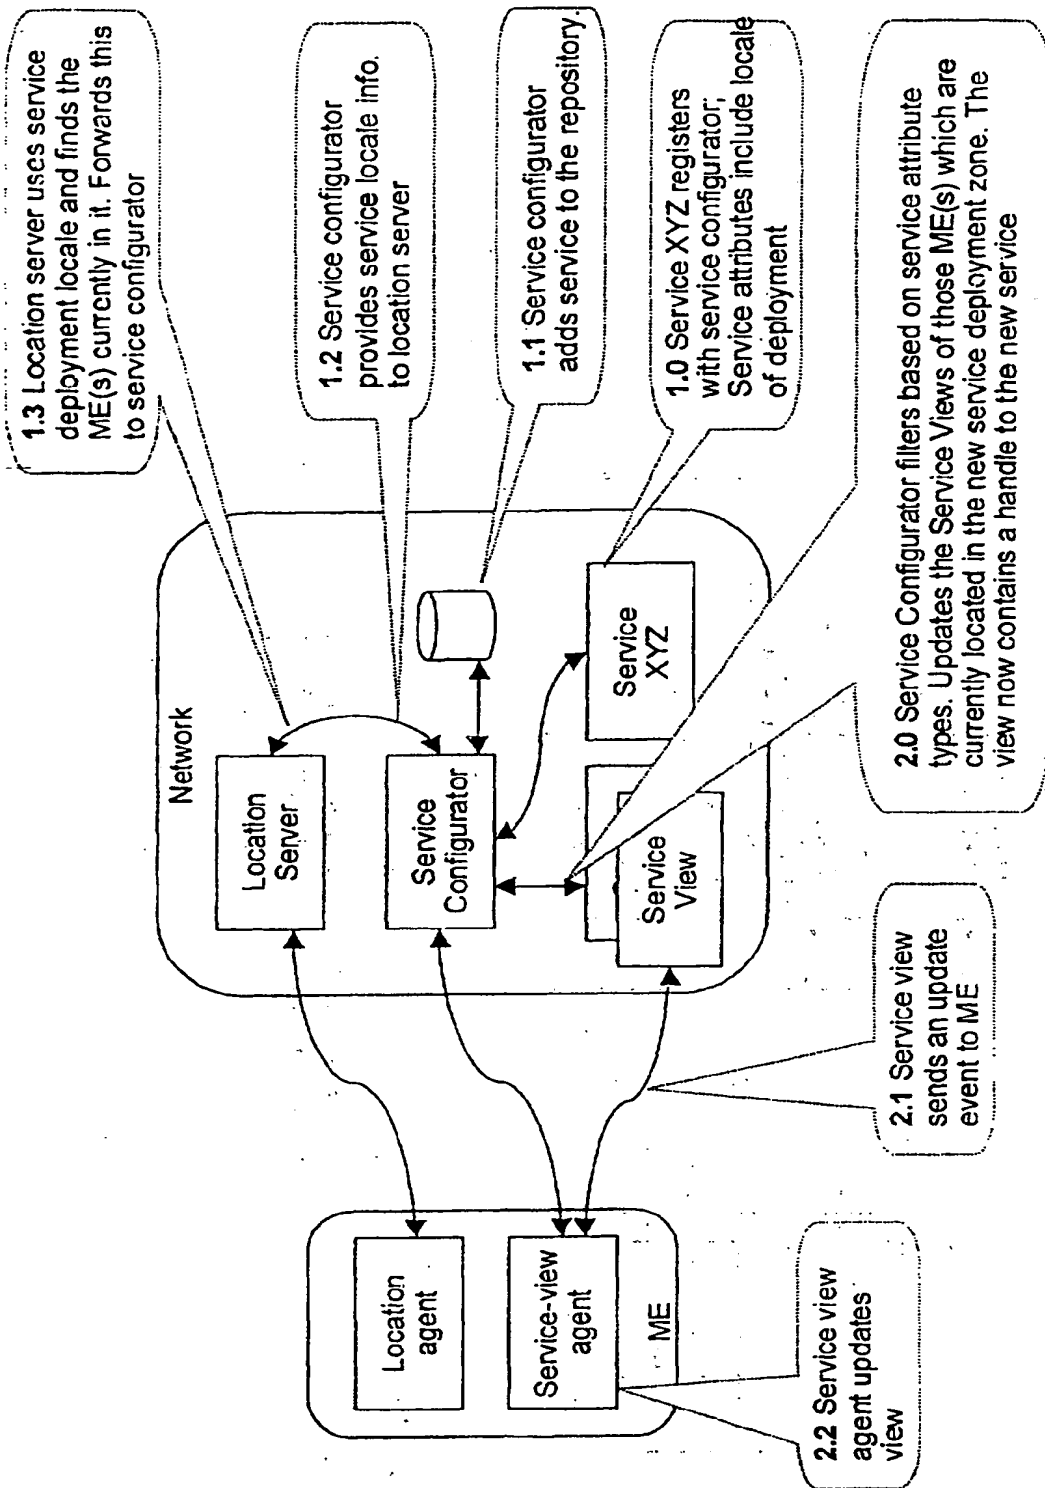 1.3 Location server uses service
deployment locale and finds the
ME(s) currently in it. Forwards this
to service configurator
1.2 Service configurator
provides service locale info.
to location server
1.1 Service configurator
adds service to the repository.
1.0 Service XYZ registers
with service configurator;
Service attributes include locale
of deployment
2.0 Service Configurator filters based on service attribute
types. Updates the Service Views of those ME(s) which are
currently located in the new service deployment zone. The
view now contains a handle to the new service
Network
Location
Server
Service
Configurator
Service
XYZ
Service
View
2.1 Service view
sends an update
event to ME
Location
agent
Service-view
agent
ME
2.2 Service view
agent updates
view